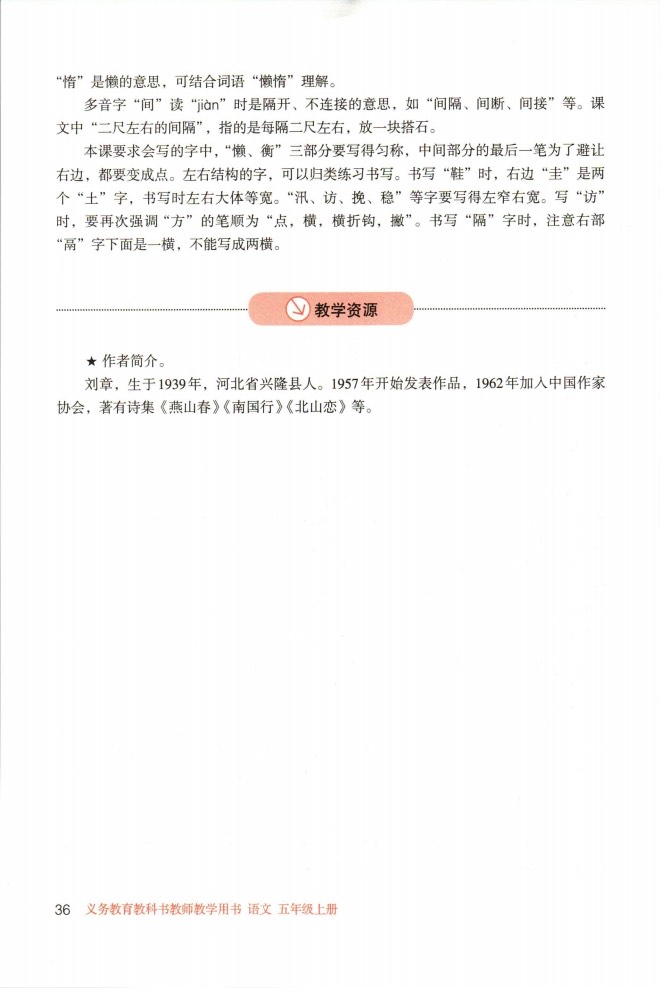 “惰”是懒的意思，可结合词语“懒惰”理解。
多音字“间”读“jiàn”时是隔开、不连接的意思，如“间隔、间断、间接”等。课
文中“二尺左右的间隔”，指的是每隔二尺左右，放一块搭石。
本课要求会写的字中，“懒、衡”三部分要写得匀称，中间部分的最后一笔为了避让
右边，都要变成点。左右结构的字，可以归类练习书写。书写“鞋”时，右边“圭”是两
个“土”字，书写时左右大体等宽。“汛、访、挽、稳”等字要写得左窄右宽。写“访”
时，要再次强调“方”的笔顺为“点，横，横折钩，撇”。书写“隔”字时，注意右部
“鬲”字下面是一横，不能写成两横。
教学资源
★ 作者简介。
刘章，生于1939年，河北省兴隆县人。1957年开始发表作品，1962年加入中国作家
协会，著有诗集《燕山春》《南国行》《北山恋》等。
36 义务教育教科书教师教学用书 语文 五年级上册